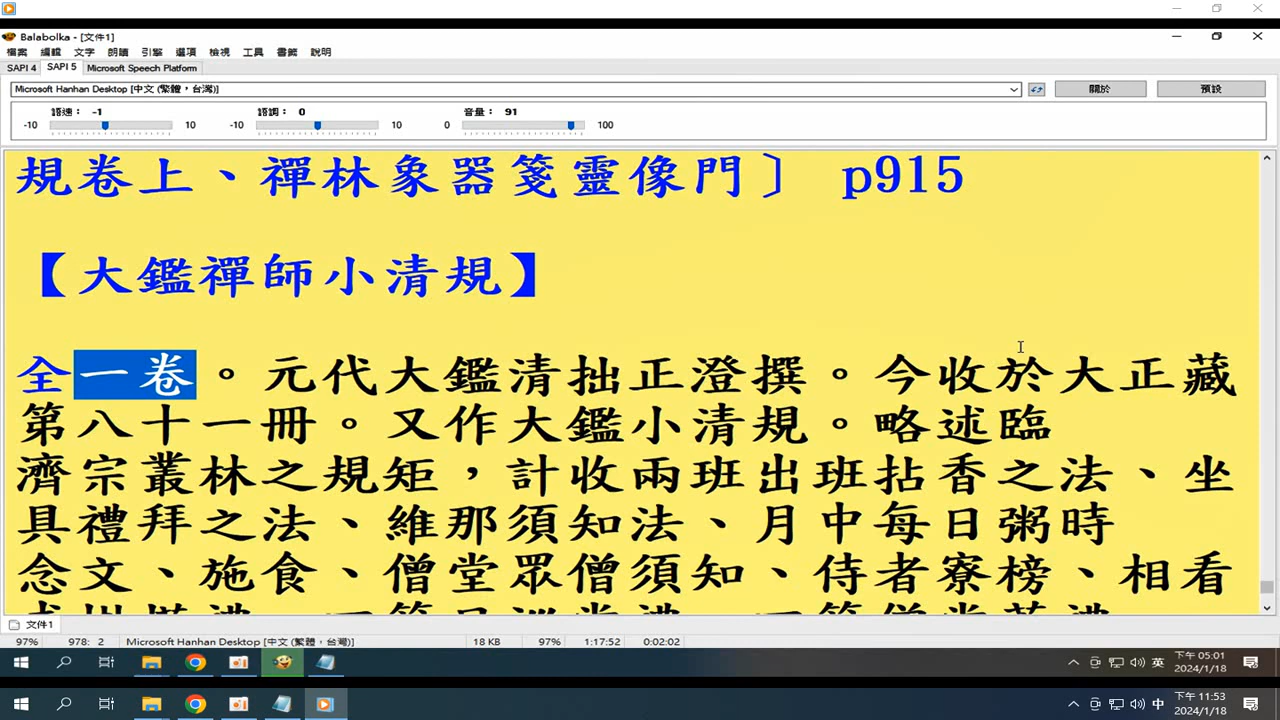 Balabolka - [文件1]
檔案 編輯 文字 朗讀 引擎 選項 檢視 工具 書籤 說明
SAPI 4 SAPI 5 Microsoft Speech Platform
Microsoft Hanhan Desktop [中文 (繁體，台灣)] 關於 預設
語速： -1 語調： 0 音量： 91
-10 10 -10 10 0 100
規卷上、禪林象器箋靈像門〕 p915
【大鑑禪師小清規】
全一卷。元代大鑑清拙正澄撰。今收於大正藏
第八十一冊。又作大鑑小清規。略述臨
濟宗叢林之規矩，計收兩班出班拈香之法、坐
具禮拜之法、維那須知法、月中每日粥時
念文、施食、僧堂眾僧須知、侍者寮榜、相看
文件1
97% 978: 2 Microsoft Hanhan Desktop [中文 (繁體，台灣)] 18 KB 97% 1:17:52 0:02:02
英 下午 05:01
2024/1/18
中 下午 11:53
2024/1/18